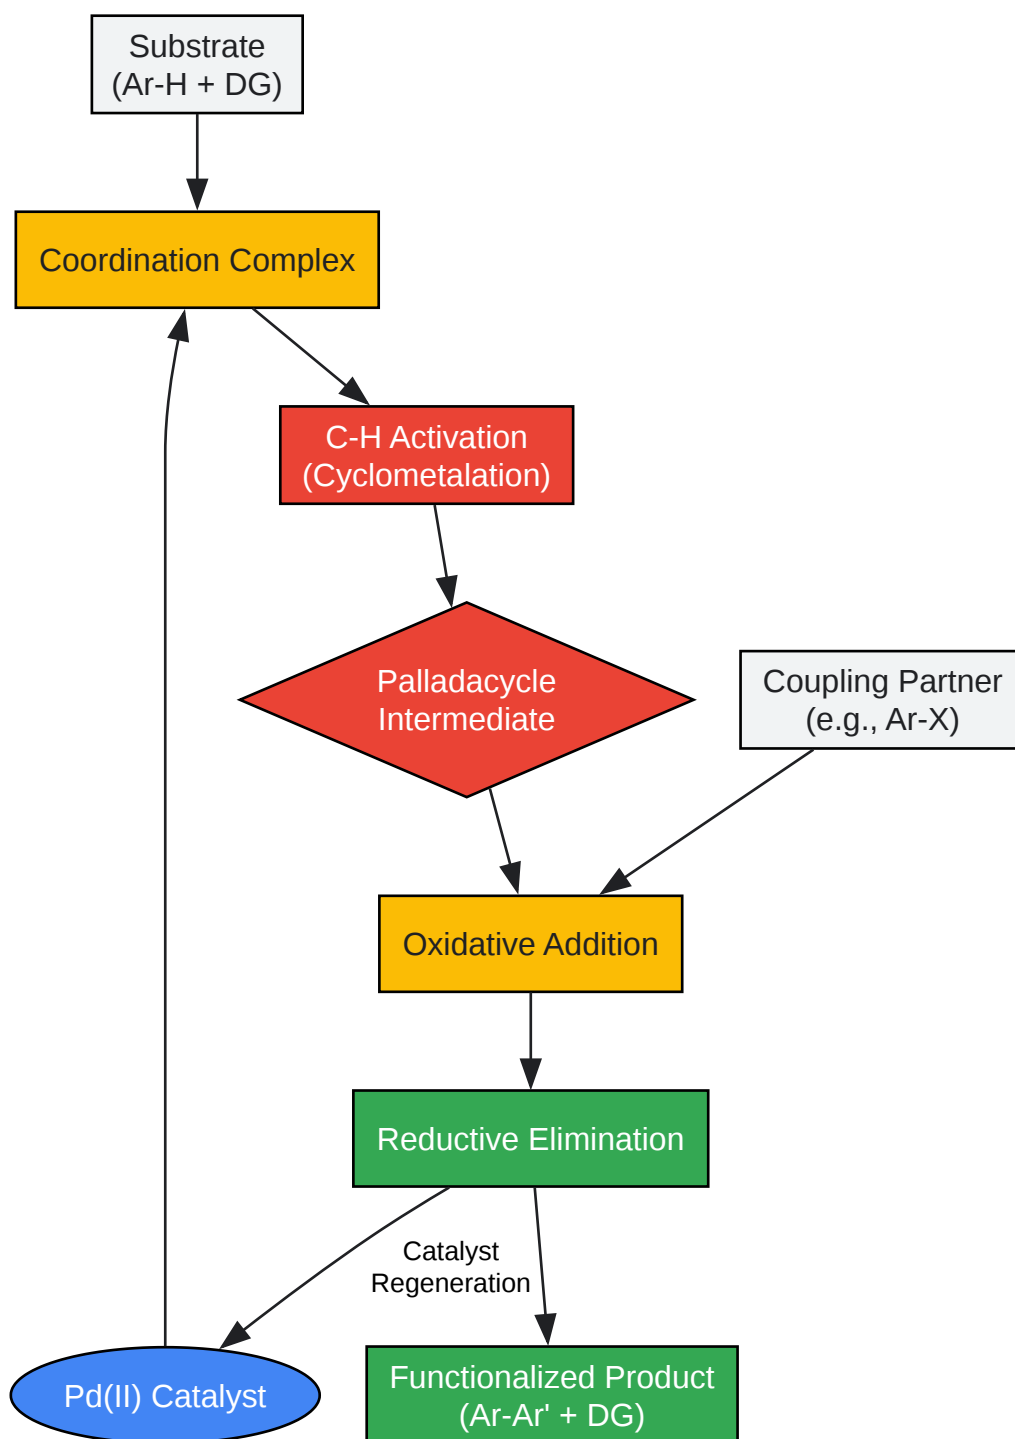 Substrate
(Ar-H + DG)
Coordination Complex
C-H Activation
(Cyclometalation)
Palladacycle
Intermediate
Coupling Partner
(e.g., Ar-X)
Oxidative Addition
Reductive Elimination
Catalyst
Regeneration
Pd(II) Catalyst
Functionalized Product
(Ar-Ar' + DG)